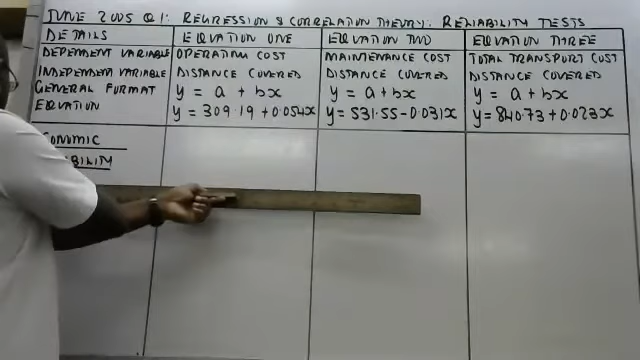 JUNE 2005 Q1: REGRESSION & CORRELATION THEORY: RELIABILITY TESTS
DETAILS EQUATION ONE EQUATION TWO EQUATION THREE
DEPENDENT VARIABLE OPERATING COST MAINTENANCE COST TOTAL TRANSPORT COST
INDEPENDENT VARIABLE DISTANCE COVERED DISTANCE COVERED DISTANCE COVERED
GENERAL FORMAT y = a + bx y = a + bx y = a + bx
EQUATION y = 309.19 + 0.054x y = 531.55 - 0.031x y = 840.73 + 0.023x
CONOMIC
IBILITY